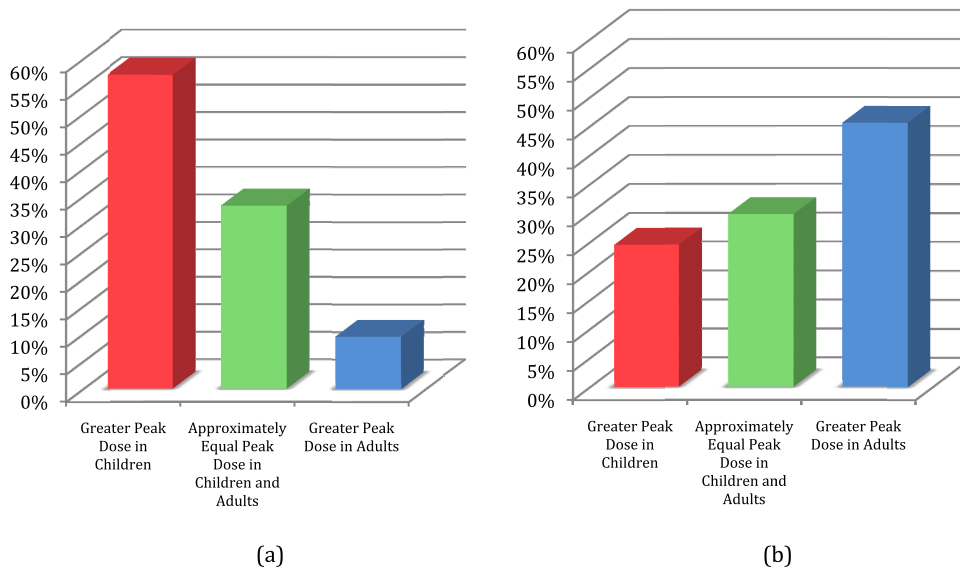 60%
55%
50%
45%
40%
35%
30%
25%
20%
15%
10%
5%
0%
Greater Peak
Dose in
Children
Approximately
Equal Peak
Dose in
Children and
Adults
Greater Peak
Dose in Adults
(a)
60%
55%
50%
45%
40%
35%
30%
25%
20%
15%
10%
5%
0%
Greater Peak
Dose in
Children
Approximately
Equal Peak
Dose in
Children and
Adults
Greater Peak
Dose in Adults
(b)